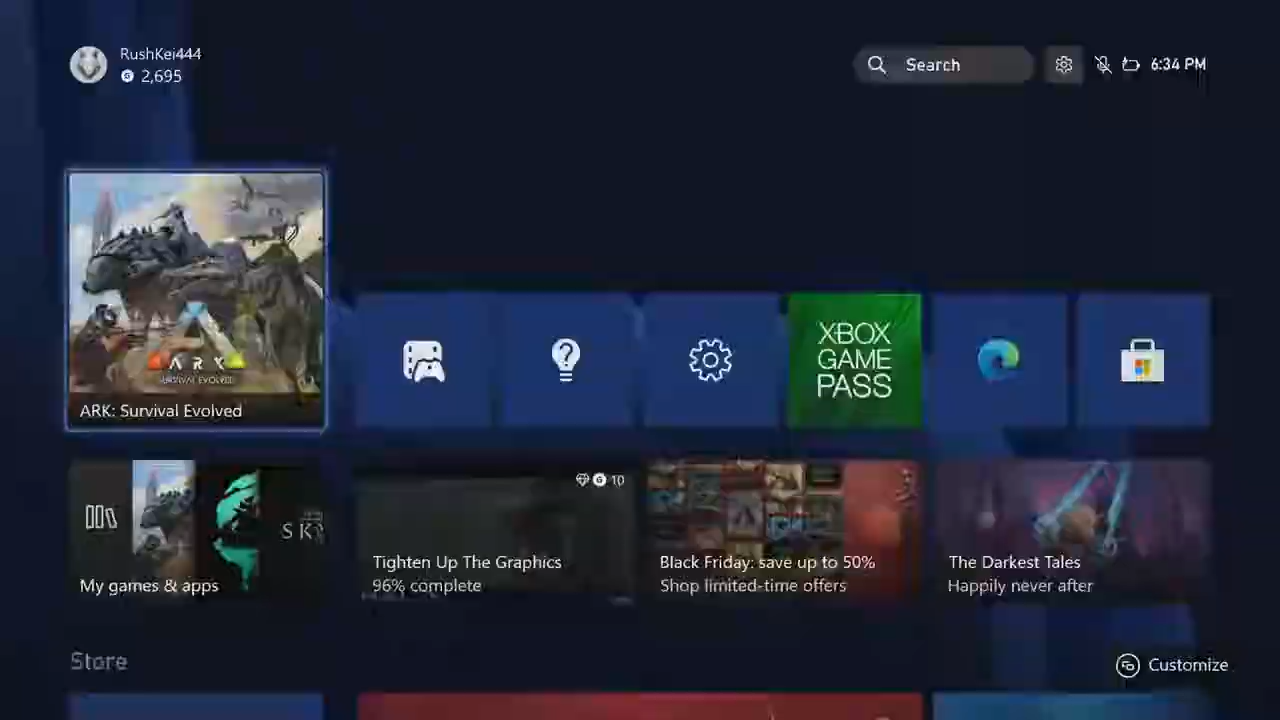 RushKei444
G 2,695
Search
6:34 PM
ARK
SURVIVAL EVOLVED
ARK: Survival Evolved
XBOX
GAME
PASS
SKY
My games & apps
G 10
Tighten Up The Graphics
96% complete
Black Friday: save up to 50%
Shop limited-time offers
The Darkest Tales
Happily never after
Store
Customize